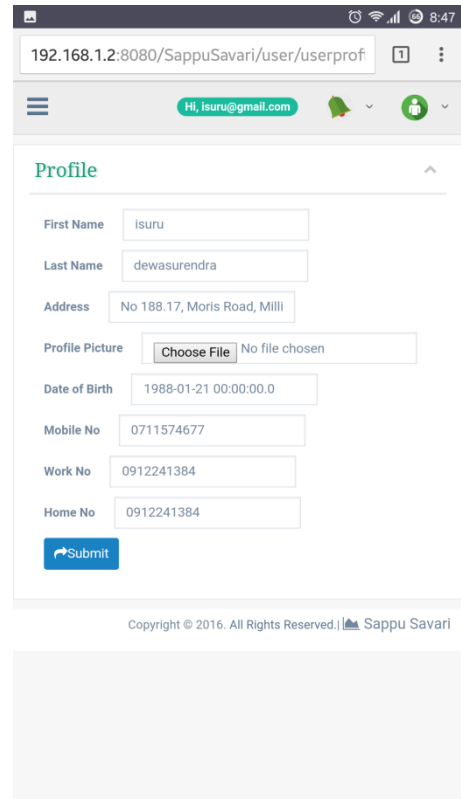 66 8:47
192.168.1.2:8080/SappuSavari/user/userprofi
1
Hi, isuru@gmail.com
Profile
First Name isuru
Last Name dewasurendra
Address No 188.17, Moris Road, Milli
Profile Picture Choose File No file chosen
Date of Birth 1988-01-21 00:00:00.0
Mobile No 0711574677
Work No 0912241384
Home No 0912241384
Submit
Copyright © 2016. All Rights Reserved.| Sappu Savari